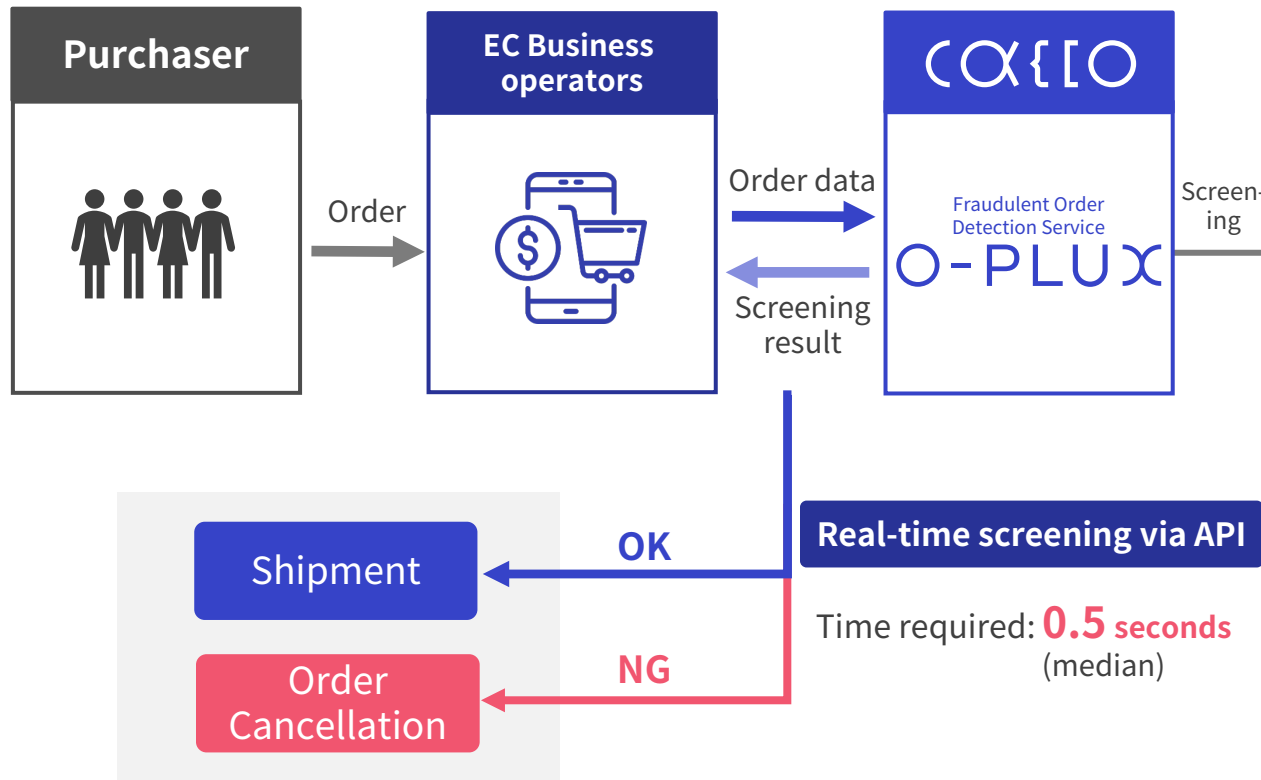 Purchaser
EC Business
operators
cacco
Order
Order data
Screening
result
Fraudulent Order
Detection Service
O-PLUX
Screen-
ing
$
OK
Shipment
NG
Order
Cancellation
Real-time screening via API
Time required: 0.5 seconds
(median)